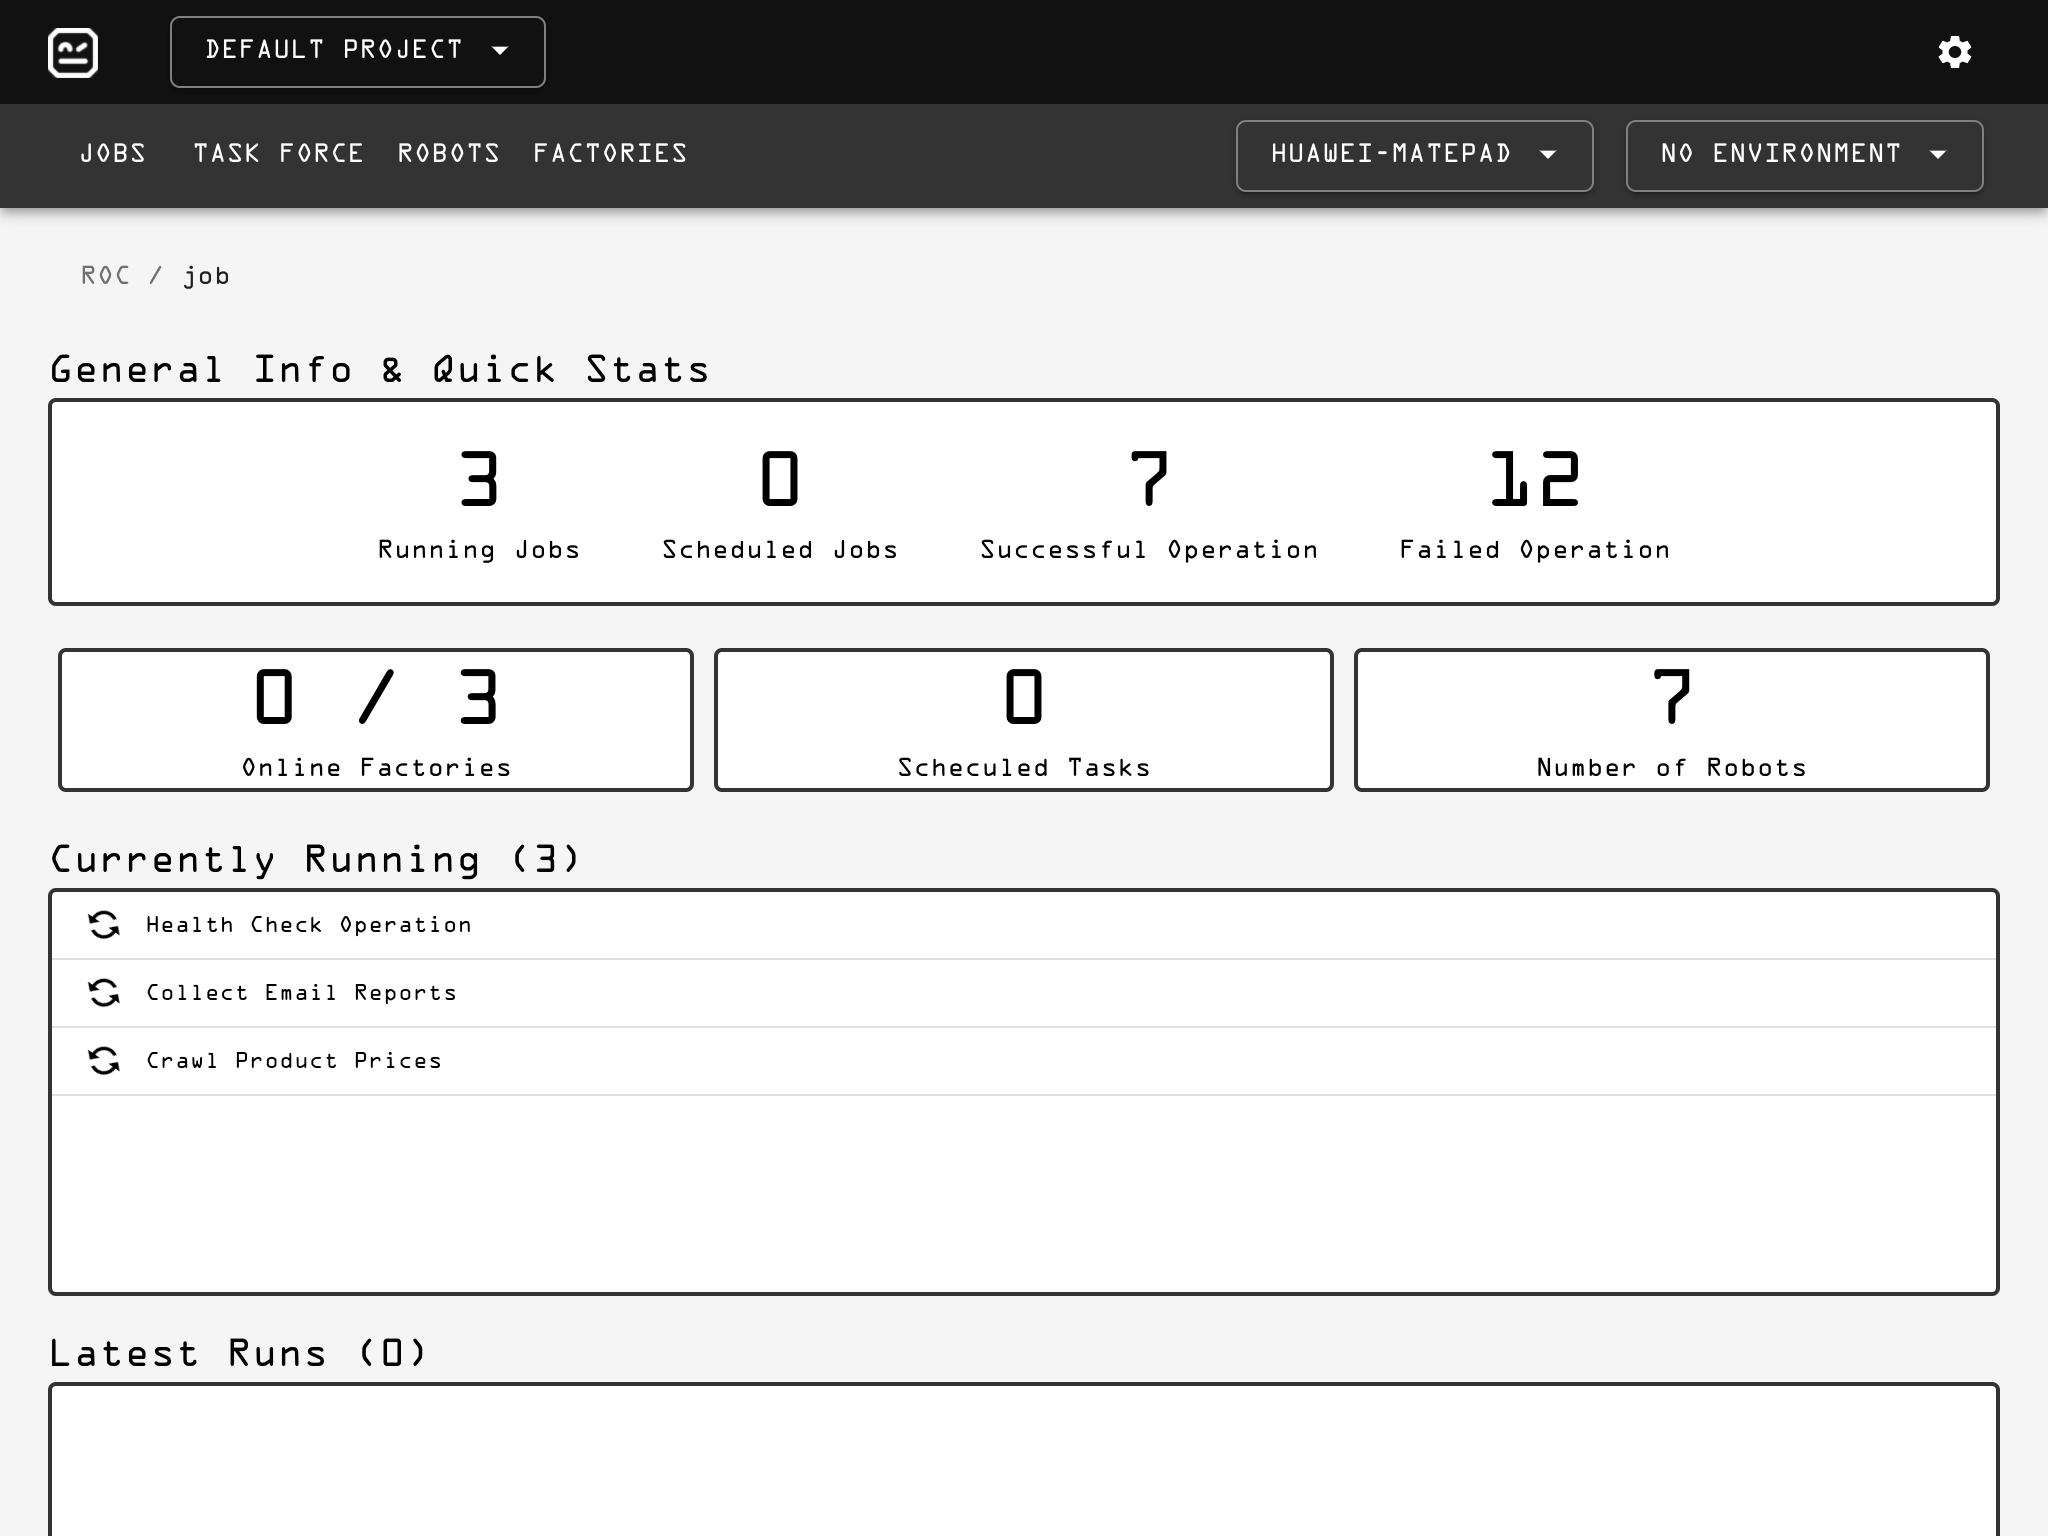 DEFAULT PROJECT
JOBS TASK FORCE ROBOTS FACTORIES HUAWEI-MATEPAD NO ENVIRONMENT
ROC / job
General Info & Quick Stats
3 0 7 12
Running Jobs Scheduled Jobs Successful Operation Failed Operation
0 / 3 0 7
Online Factories Scheculed Tasks Number of Robots
Currently Running (3)
Health Check Operation
Collect Email Reports
Crawl Product Prices
Latest Runs (0)